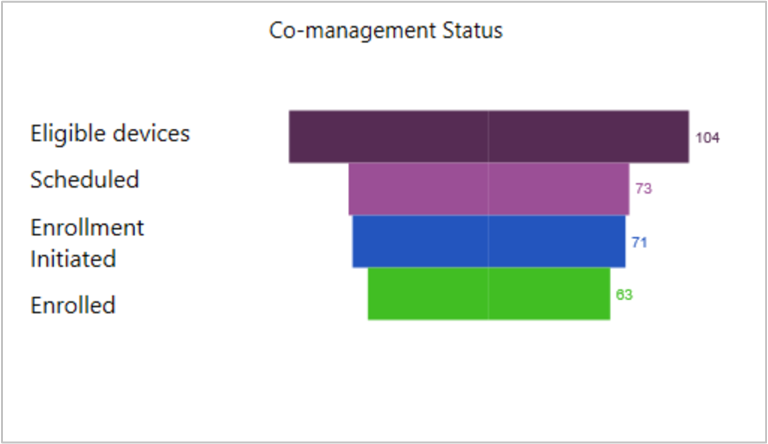 Co-management Status
Eligible devices
104
Scheduled
73
Enrollment
Initiated
71
Enrolled
63